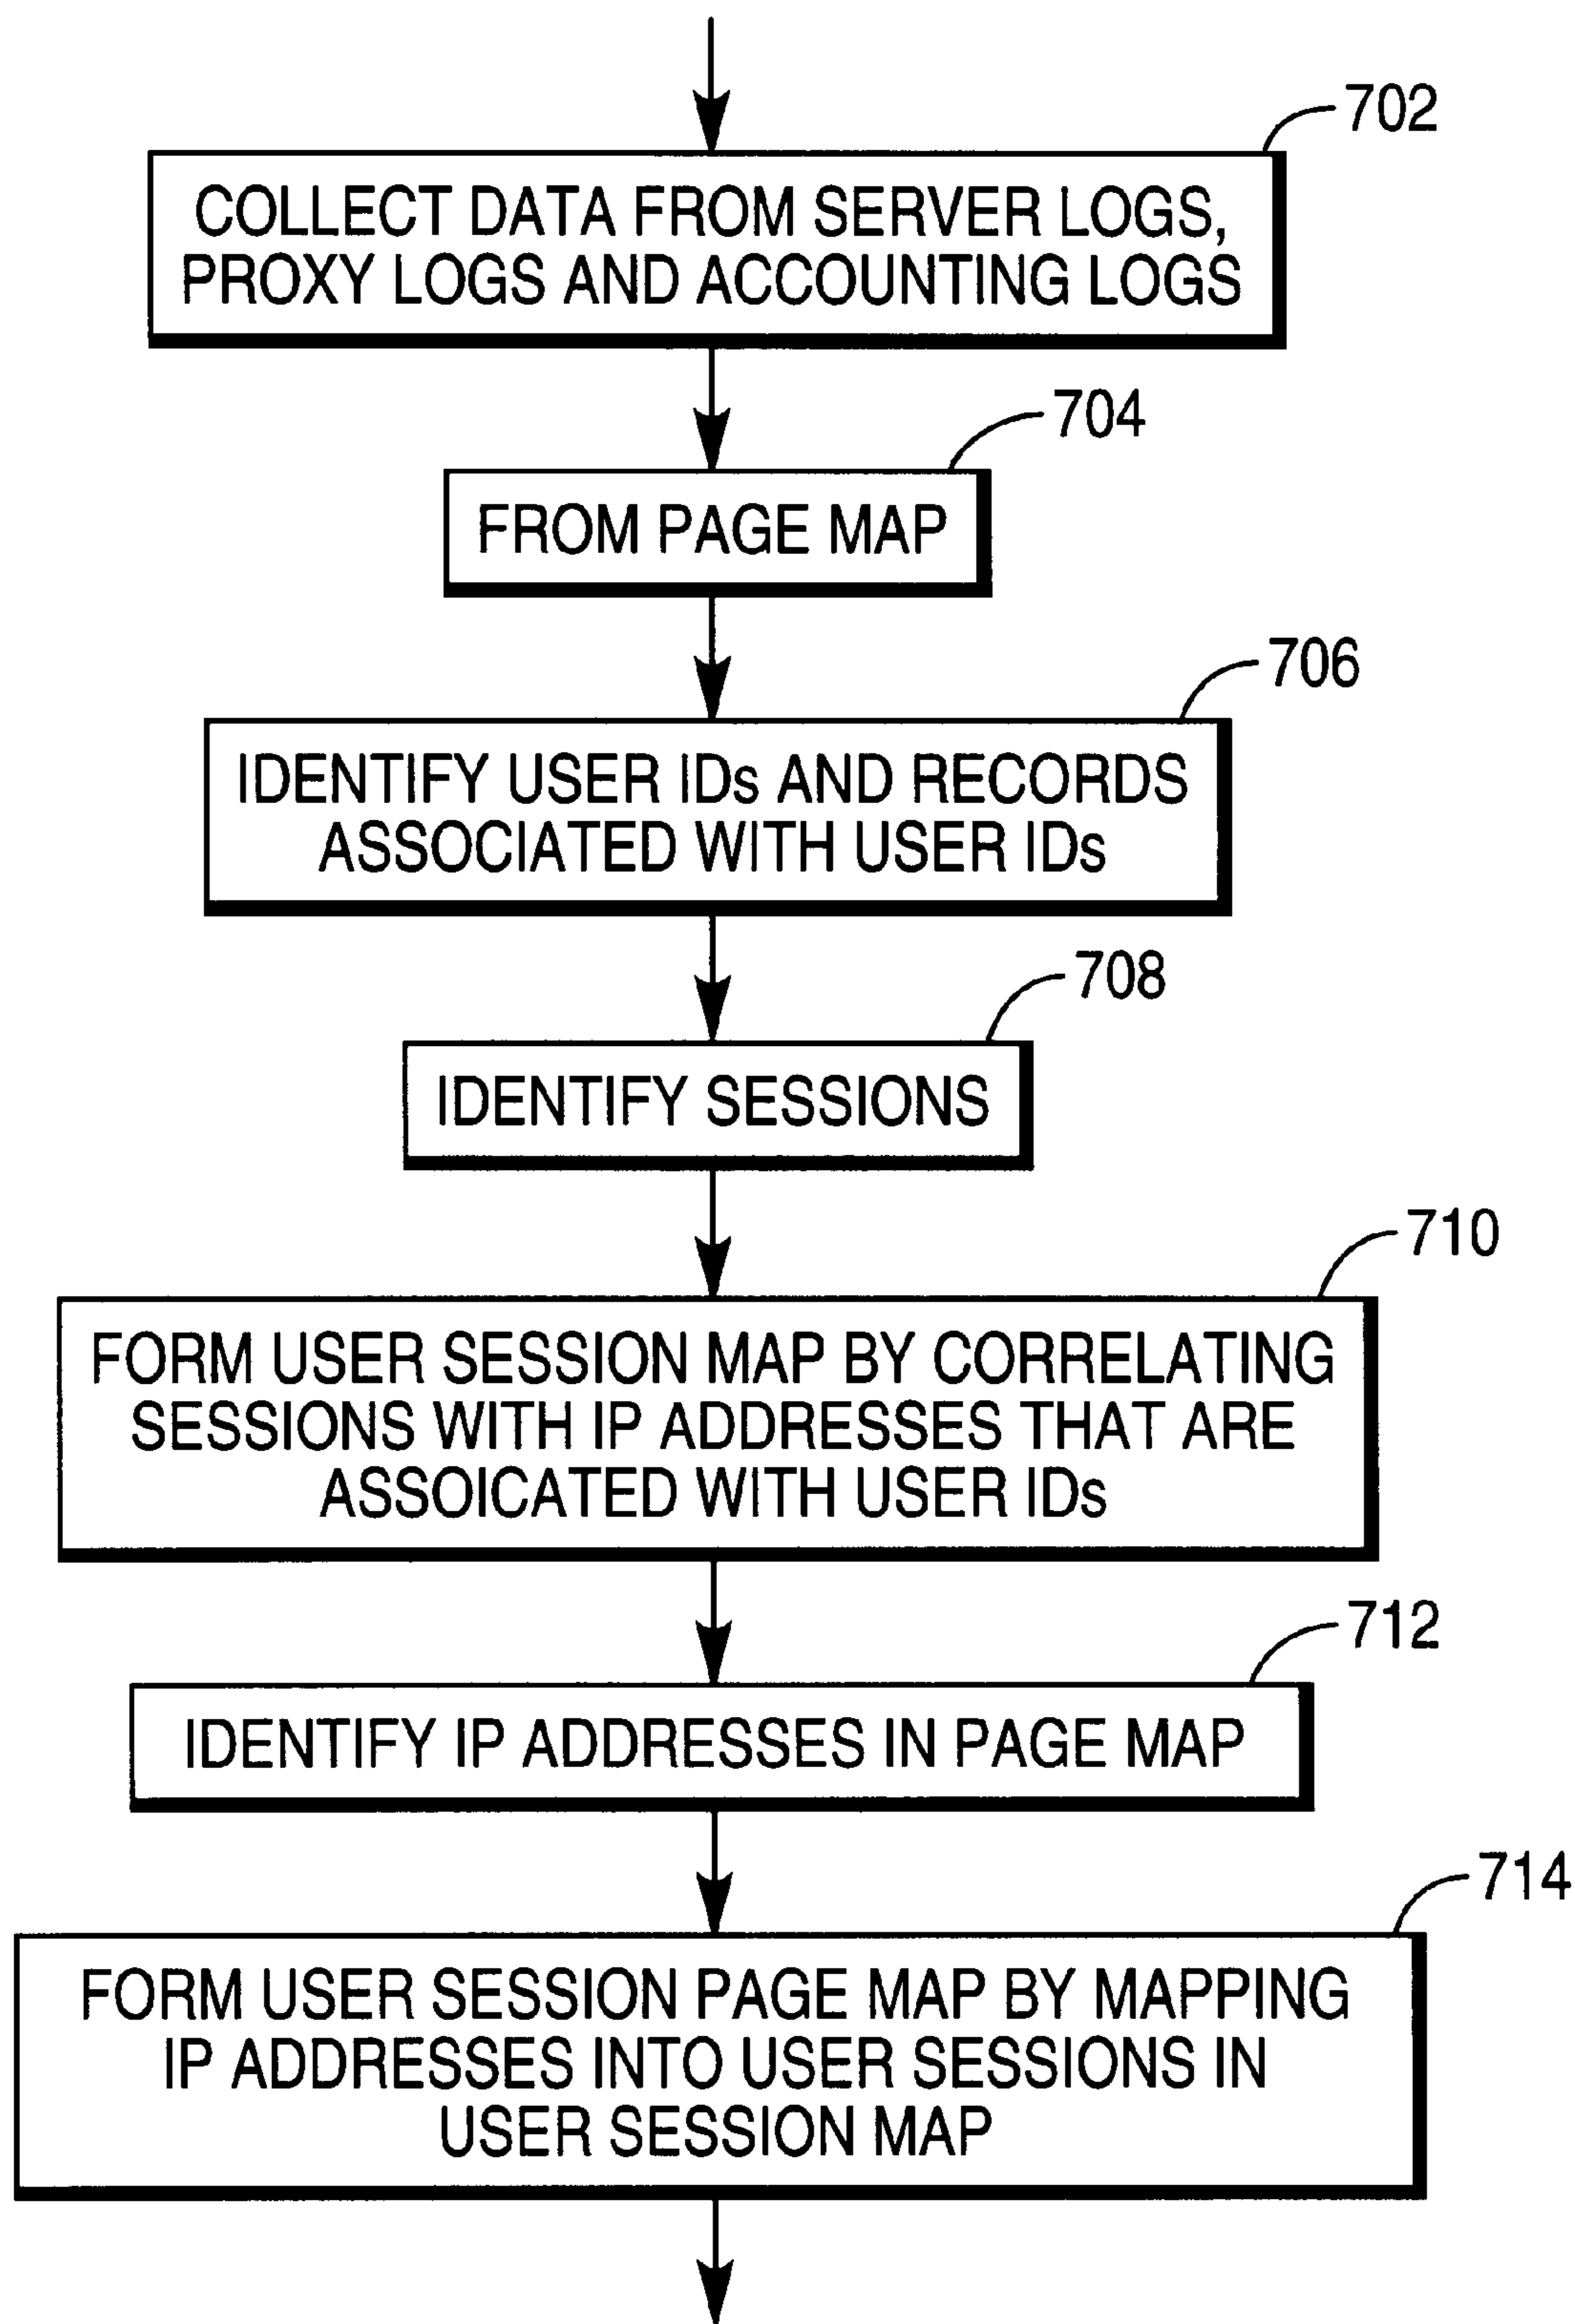 702
COLLECT DATA FROM SERVER LOGS,
PROXY LOGS AND ACCOUNTING LOGS
704
FROM PAGE MAP
706
IDENTIFY USER IDs AND RECORDS
ASSOCIATED WITH USER IDs
708
IDENTIFY SESSIONS
710
FORM USER SESSION MAP BY CORRELATING
SESSIONS WITH IP ADDRESSES THAT ARE
ASSOICATED WITH USER IDs
712
IDENTIFY IP ADDRESSES IN PAGE MAP
714
FORM USER SESSION PAGE MAP BY MAPPING
IP ADDRESSES INTO USER SESSIONS IN
USER SESSION MAP